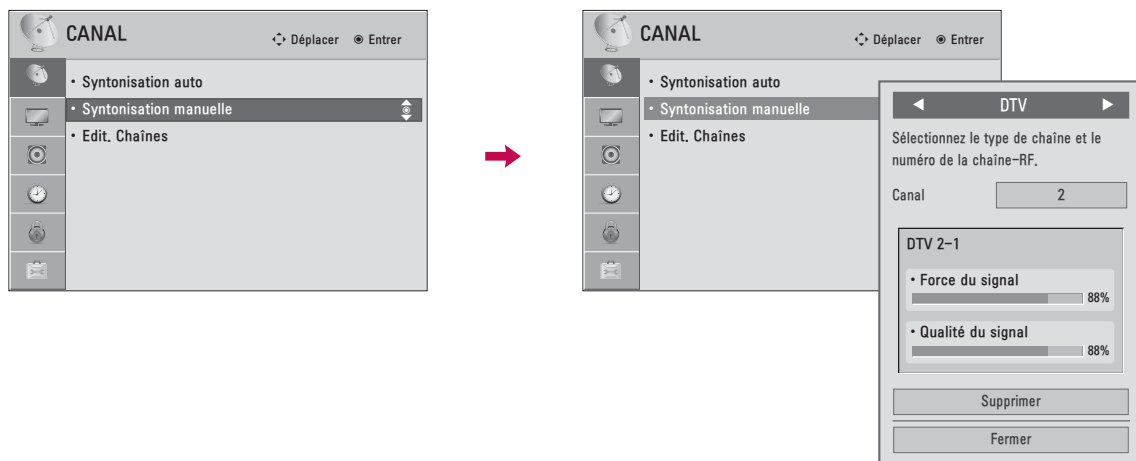 CANAL
Déplacer
Entrer
• Syntonisation auto
• Syntonisation manuelle
• Edit. Chaînes
CANAL
Déplacer
Entrer
• Syntonisation auto
• Syntonisation manuelle
• Edit. Chaînes
◀ DTV ▶
Sélectionnez le type de chaîne et le
numéro de la chaîne-RF.
Canal
2
DTV 2-1
• Force du signal
88%
• Qualité du signal
88%
Supprimer
Fermer